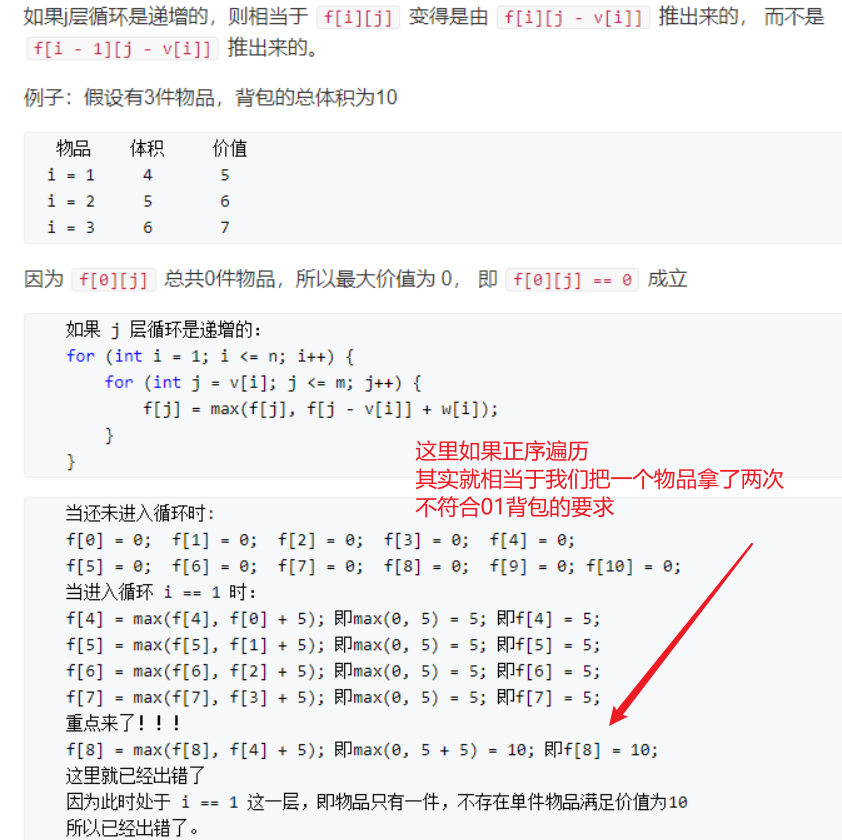 如果j层循环是递增的，则相当于 f[i][j] 变得是由 f[i][j - v[i]] 推出来的， 而不是
f[i - 1][j - v[i]] 推出来的。
例子：假设有3件物品，背包的总体积为10
物品 体积 价值
i = 1 4 5
i = 2 5 6
i = 3 6 7
因为 f[0][j] 总共0件物品，所以最大价值为 0， 即 f[0][j] == 0 成立
如果 j 层循环是递增的：
for (int i = 1; i <= n; i++) {
for (int j = v[i]; j <= m; j++) {
f[j] = max(f[j], f[j - v[i]] + w[i]);
}
}
这里如果正序遍历
其实就相当于我们把一个物品拿了两次
不符合01背包的要求
当还未进入循环时：
f[0] = 0; f[1] = 0; f[2] = 0; f[3] = 0; f[4] = 0;
f[5] = 0; f[6] = 0; f[7] = 0; f[8] = 0; f[9] = 0; f[10] = 0;
当进入循环 i == 1 时：
f[4] = max(f[4], f[0] + 5); 即max(0, 5) = 5; 即f[4] = 5;
f[5] = max(f[5], f[1] + 5); 即max(0, 5) = 5; 即f[5] = 5;
f[6] = max(f[6], f[2] + 5); 即max(0, 5) = 5; 即f[6] = 5;
f[7] = max(f[7], f[3] + 5); 即max(0, 5) = 5; 即f[7] = 5;
重点来了！！！
f[8] = max(f[8], f[4] + 5); 即max(0, 5 + 5) = 10; 即f[8] = 10;
这里就已经出错了
因为此时处于 i == 1 这一层，即物品只有一件，不存在单件物品满足价值为10
所以已经出错了。